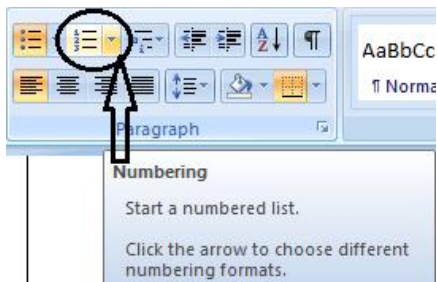 AaBbCc
¶ Norma
Paragraph
Numbering
Start a numbered list.
Click the arrow to choose different
numbering formats.